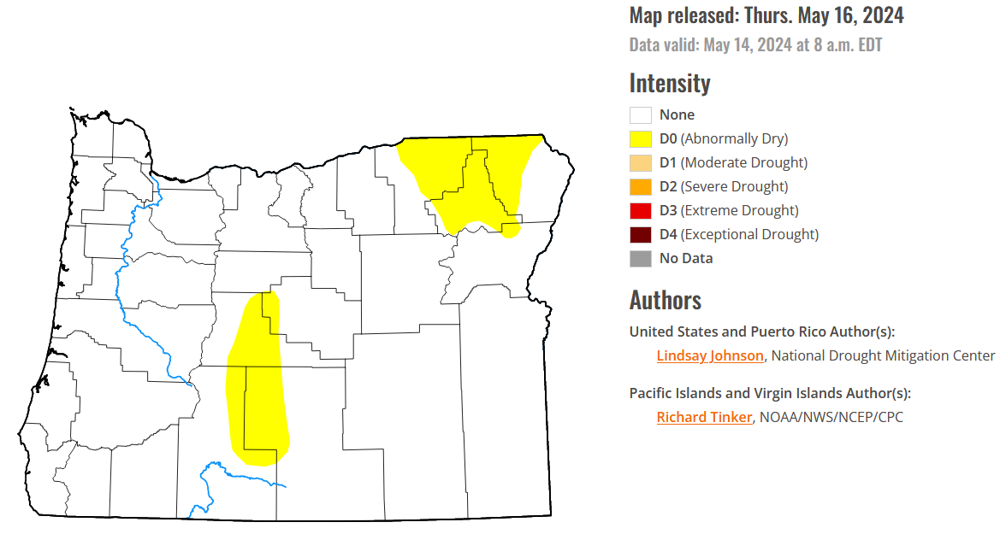 Map released: Thurs. May 16, 2024
Data valid: May 14, 2024 at 8 a.m. EDT
Intensity
None
D0 (Abnormally Dry)
D1 (Moderate Drought)
D2 (Severe Drought)
D3 (Extreme Drought)
D4 (Exceptional Drought)
No Data
Authors
United States and Puerto Rico Author(s):
Lindsay Johnson, National Drought Mitigation Center
Pacific Islands and Virgin Islands Author(s):
Richard Tinker, NOAA/NWS/NCEP/CPC